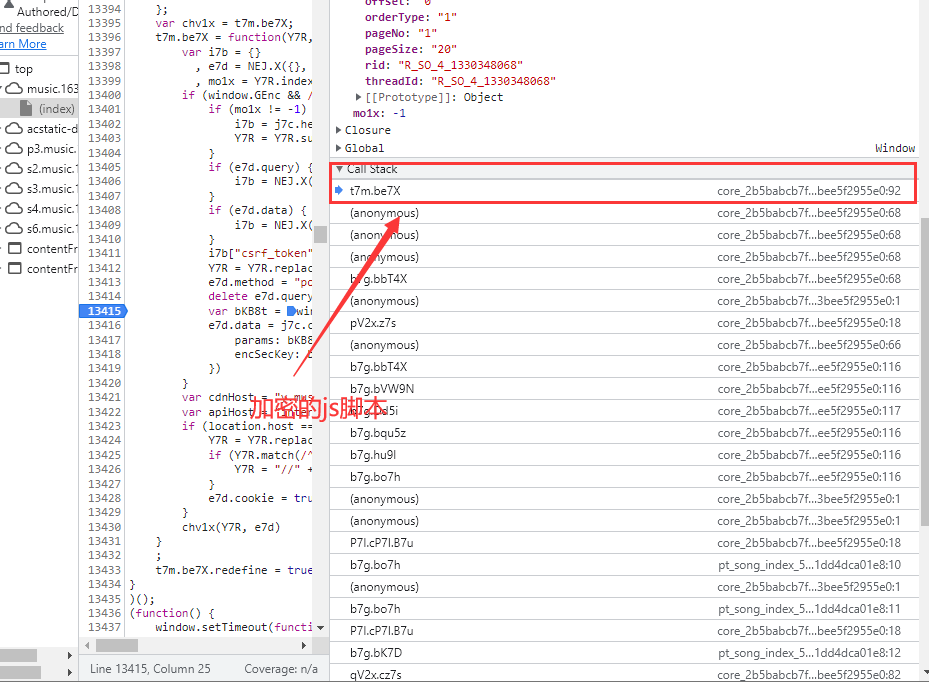 Authored/D
nd feedback
arn More
top
music.163
(index)
acstatic-d
p3.music.
s2.music.1
s3.music.1
s4.music.1
s6.music.1
contentFr
contentFr
13394 };
13395 var chv1x = t7m.be7X;
13396 t7m.be7X = function(Y7R,
13397 var i7b = {}
13398 , e7d = NEJ.X({},
13399 , mo1x = Y7R.index
13400 if (window.GEnc && /
13401 if (mo1x != -1)
13402 i7b = j7c.he
13403 Y7R = Y7R.su
13404 }
13405 if (e7d.query) {
13406 i7b = NEJ.X(
13407 }
13408 if (e7d.data) {
13409 i7b = NEJ.X(
13410 }
13411 i7b["csrf_token"
13412 Y7R = Y7R.replac
13413 e7d.method = "po
13414 delete e7d.query
13415 var bKB8t = win
13416 e7d.data = j7c.c
13417 params: bKB8
13418 encSecKey:
13419 })
13420 }
13421 var cdnHost =
13422 var apiHost =
13423 if (location.host ==
13424 Y7R = Y7R.replac
13425 if (Y7R.match(/^
13426 Y7R = "//" +
13427 }
13428 e7d.cookie = tru
13429 }
13430 chv1x(Y7R, e7d)
13431 }
13432 ;
13433 t7m.be7X.redefine = true
13434 }
13435 )();
13436 (function() {
13437 window.setTimeout(functi
Line 13415, Column 25 Coverage: n/a
offset: "0"
orderType: "1"
pageNo: "1"
pageSize: "20"
rid: "R_SO_4_1330348068"
threadId: "R_SO_4_1330348068"
[[Prototype]]: Object
mo1x: -1
Closure
Global Window
Call Stack
t7m.be7X core_2b5babcb7f...bee5f2955e0:92
(anonymous) core_2b5babcb7f...bee5f2955e0:68
(anonymous) core_2b5babcb7f...bee5f2955e0:68
(anonymous) core_2b5babcb7f...bee5f2955e0:68
b7g.bbT4X core_2b5babcb7f...bee5f2955e0:68
(anonymous) core_2b5babcb7f...3bee5f2955e0:1
pV2x.z7s core_2b5babcb7f...bee5f2955e0:18
(anonymous) core_2b5babcb7f...bee5f2955e0:66
b7g.bbT4X core_2b5babcb7f...ee5f2955e0:116
b7g.bVW9N core_2b5babcb7f...ee5f2955e0:116
加密的js脚本
core_2b5babcb7f...ee5f2955e0:117
b7g.bqu5z core_2b5babcb7f...ee5f2955e0:116
b7g.hu9l core_2b5babcb7f...ee5f2955e0:116
b7g.bo7h core_2b5babcb7f...ee5f2955e0:116
(anonymous) core_2b5babcb7f...3bee5f2955e0:1
(anonymous) core_2b5babcb7f...3bee5f2955e0:1
P7I.cP7I.B7u core_2b5babcb7f...bee5f2955e0:18
b7g.bo7h pt_song_index_5...1dd4dca01e8:10
(anonymous) core_2b5babcb7f...3bee5f2955e0:1
b7g.bo7h pt_song_index_5...1dd4dca01e8:11
P7I.cP7I.B7u core_2b5babcb7f...bee5f2955e0:18
b7g.bK7D pt_song_index_5...1dd4dca01e8:12
qV2x.cz7s core_2b5babcb7f...bee5f2955e0:82